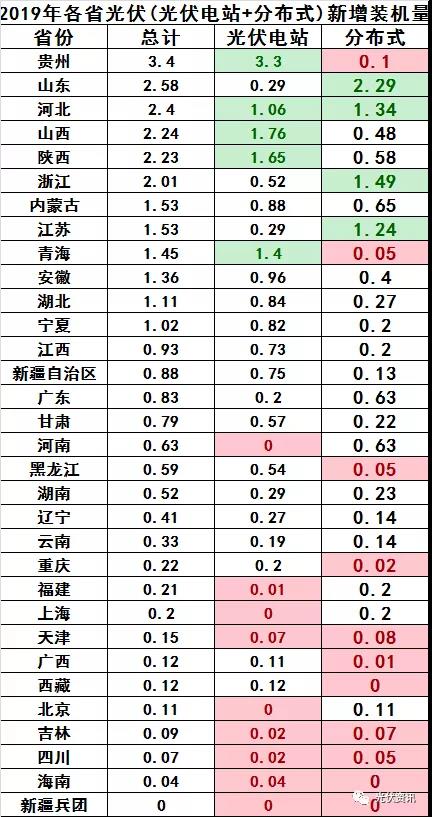 2019年各省光伏(光伏电站+分布式)新增装机量
省份 总计 光伏电站 分布式
贵州 3.4 3.3 0.1
山东 2.58 0.29 2.29
河北 2.4 1.06 1.34
山西 2.24 1.76 0.48
陕西 2.23 1.65 0.58
浙江 2.01 0.52 1.49
内蒙古 1.53 0.88 0.65
江苏 1.53 0.29 1.24
青海 1.45 1.4 0.05
安徽 1.36 0.96 0.4
湖北 1.11 0.84 0.27
宁夏 1.02 0.82 0.2
江西 0.93 0.73 0.2
新疆自治区 0.88 0.75 0.13
广东 0.83 0.2 0.63
甘肃 0.79 0.57 0.22
河南 0.63 0 0.63
黑龙江 0.59 0.54 0.05
湖南 0.52 0.29 0.23
辽宁 0.41 0.27 0.14
云南 0.33 0.19 0.14
重庆 0.22 0.2 0.02
福建 0.21 0.01 0.2
上海 0.2 0 0.2
天津 0.15 0.07 0.08
广西 0.12 0.11 0.01
西藏 0.12 0.12 0
北京 0.11 0 0.11
吉林 0.09 0.02 0.07
四川 0.07 0.02 0.05
海南 0.04 0.04 0
新疆兵团 0 0 0
光伏资讯